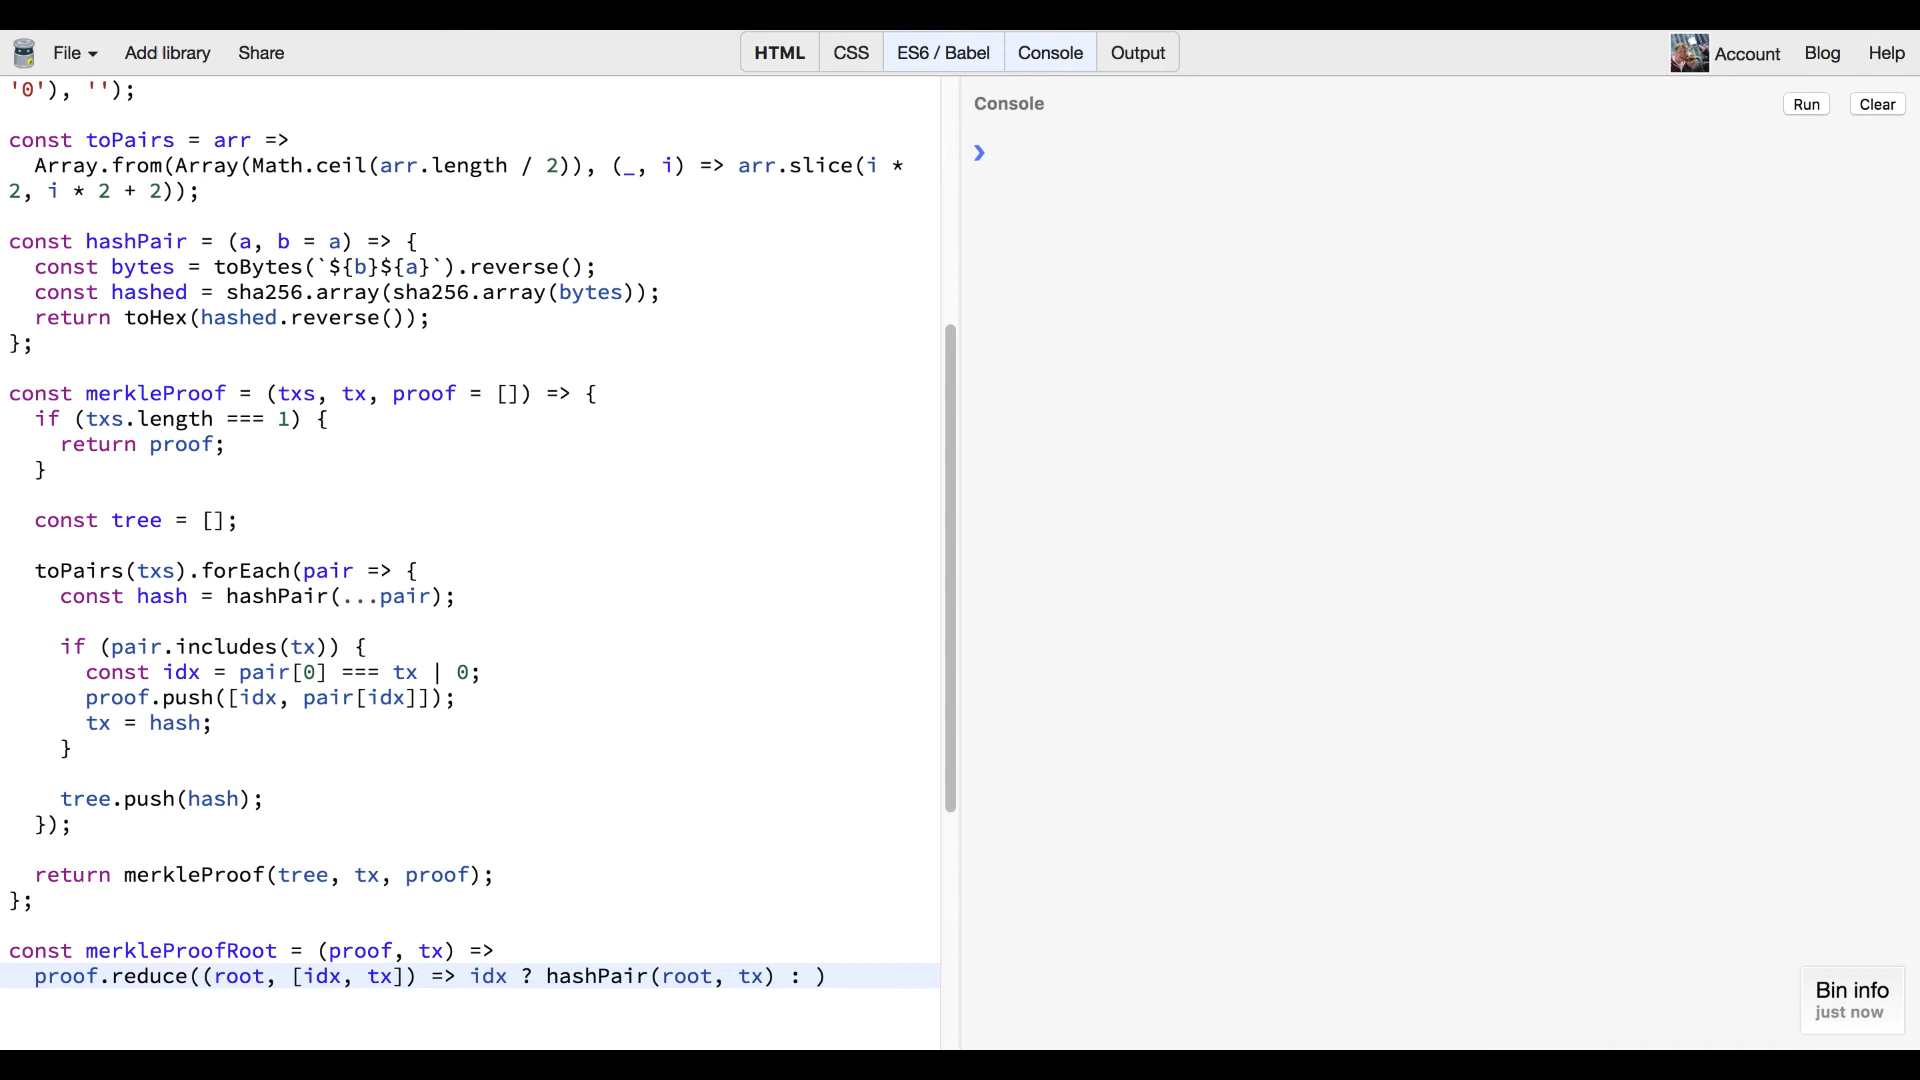 File Add library Share HTML CSS ES6 / Babel Console Output Account Blog Help
'0'), '');
const toPairs = arr =>
  Array.from(Array(Math.ceil(arr.length / 2)), (_, i) => arr.slice(i *
2, i * 2 + 2));
const hashPair = (a, b = a) => {
  const bytes = toBytes(`${b}${a}`).reverse();
  const hashed = sha256.array(sha256.array(bytes));
  return toHex(hashed.reverse());
};
const merkleProof = (txs, tx, proof = []) => {
  if (txs.length === 1) {
    return proof;
  }
  const tree = [];
  toPairs(txs).forEach(pair => {
    const hash = hashPair(...pair);
    if (pair.includes(tx)) {
      const idx = pair[0] === tx | 0;
      proof.push([idx, pair[idx]]);
      tx = hash;
    }
    tree.push(hash);
  });
  return merkleProof(tree, tx, proof);
};
const merkleProofRoot = (proof, tx) =>
  proof.reduce((root, [idx, tx]) => idx ? hashPair(root, tx) : )
Console Run Clear
❯
Bin info
just now